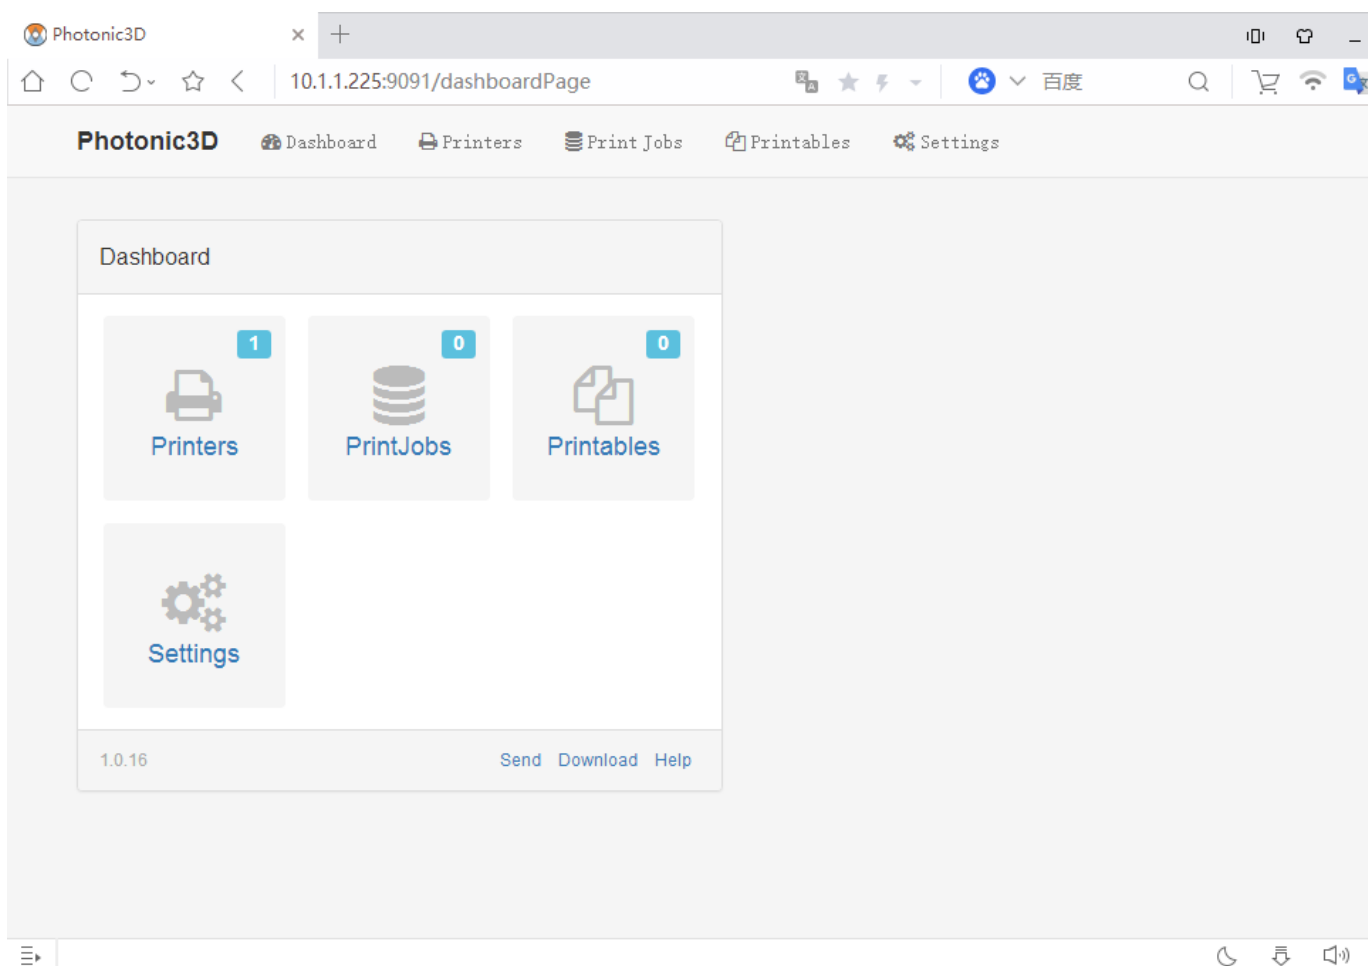 Photonic3D
10.1.1.225:9091/dashboardPage
百度
Photonic3D Dashboard Printers Print Jobs Printables Settings
Dashboard
1 0 0
Printers PrintJobs Printables
Settings
1.0.16 Send Download Help